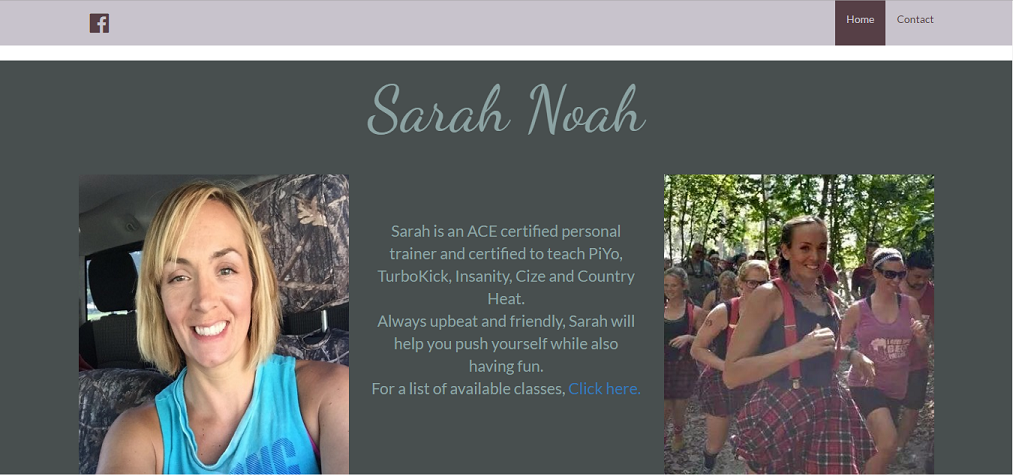 Home Contact
Sarah Noah
Sarah is an ACE certified personal
trainer and certified to teach PiYo,
TurboKick, Insanity, Cize and Country
Heat.
Always upbeat and friendly, Sarah will
help you push yourself while also
having fun.
For a list of available classes, Click here.